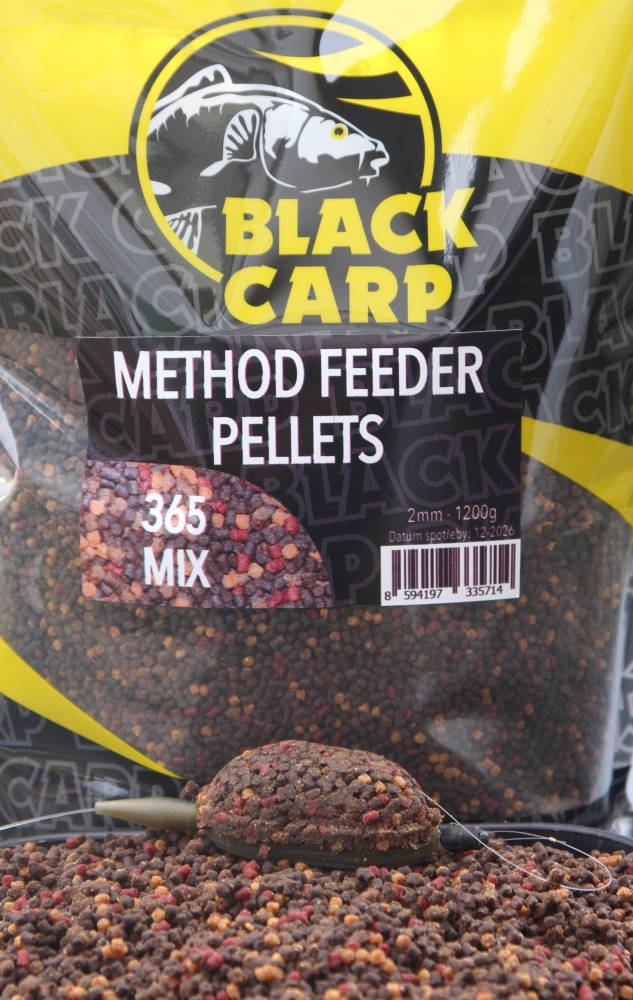 BLACK
CARP
METHOD FEEDER
PELLETS
365
MIX
2mm - 1200g
Datum spotřeby: 12-2026
8 594197 335714